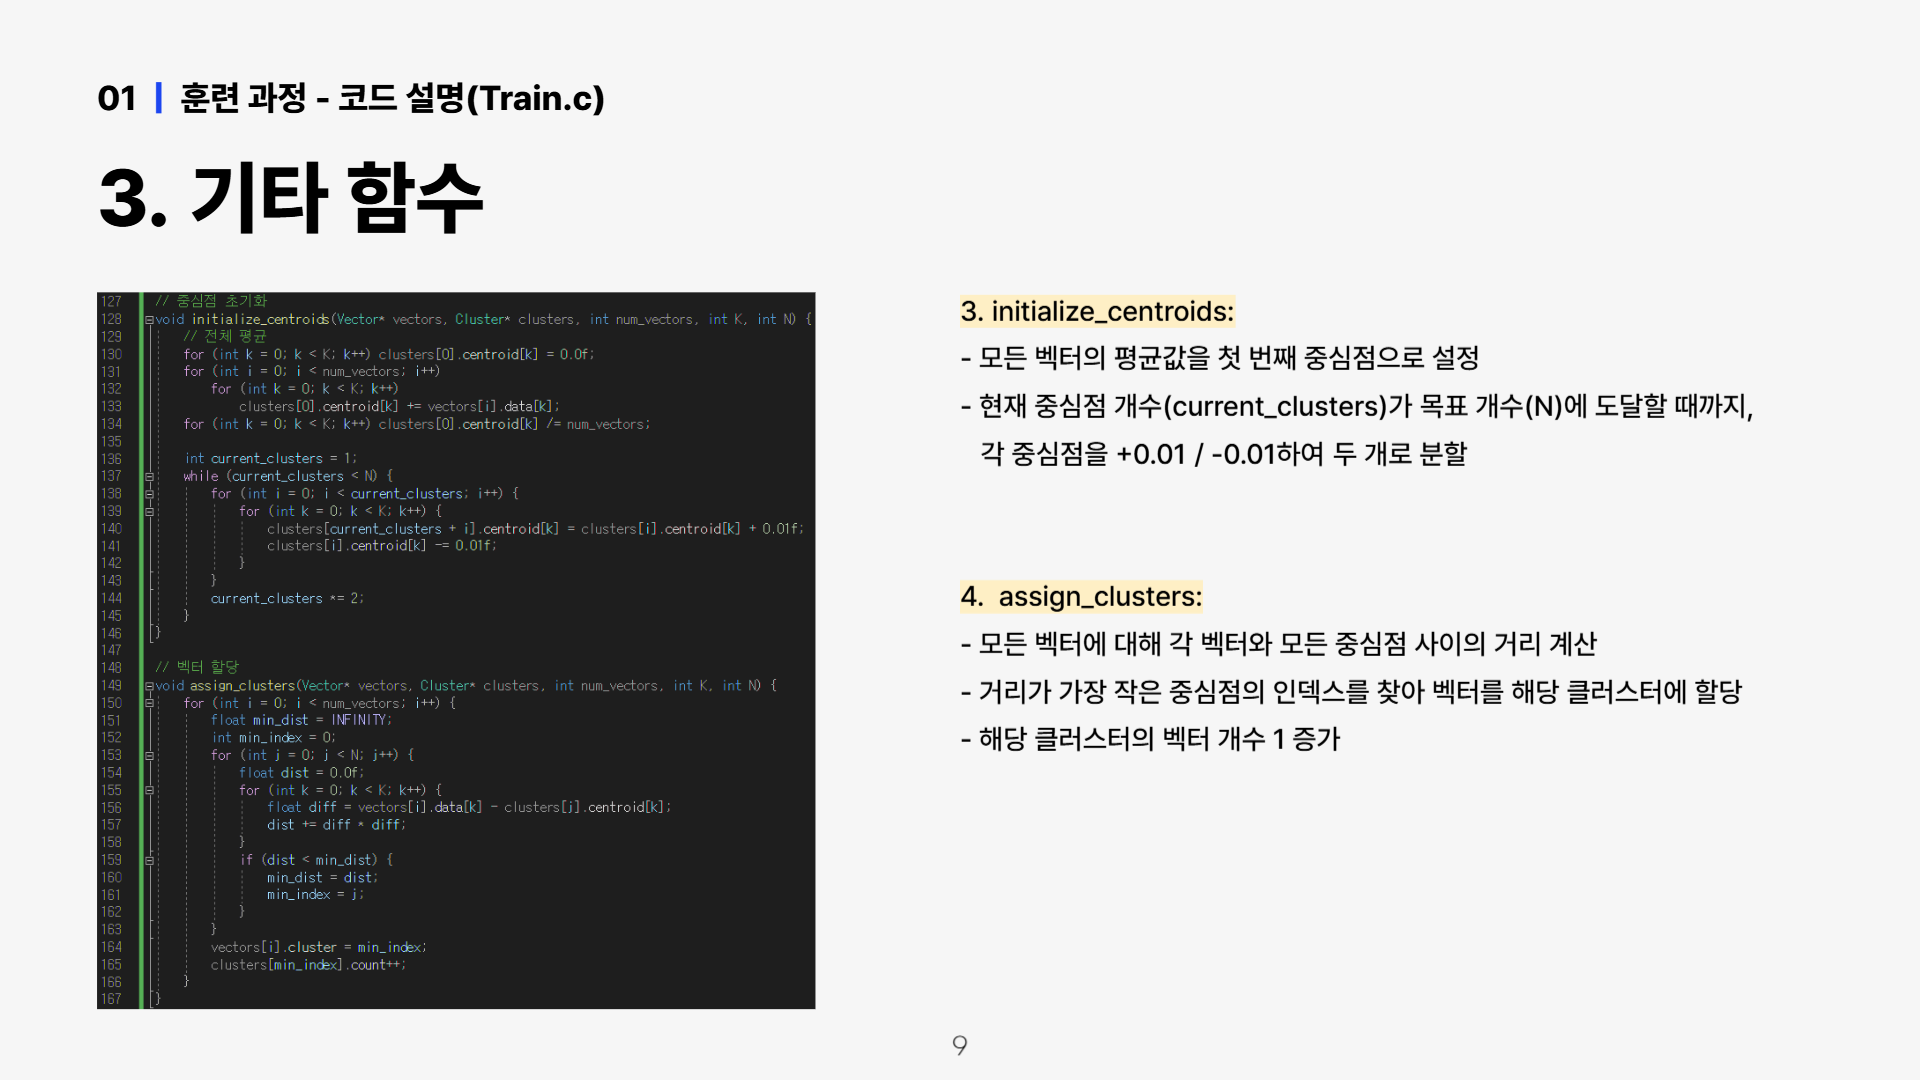 01 | 훈련 과정 - 코드 설명(Train.c)
3. 기타 함수
127 // 중심점 초기화
128 void initialize_centroids(Vector* vectors, Cluster* clusters, int num_vectors, int K, int N) {
129 // 전체 평균
130 for (int k = 0; k < K; k++) clusters[0].centroid[k] = 0.0f;
131 for (int i = 0; i < num_vectors; i++)
132 for (int k = 0; k < K; k++)
133 clusters[0].centroid[k] += vectors[i].data[k];
134 for (int k = 0; k < K; k++) clusters[0].centroid[k] /= num_vectors;
135
136 int current_clusters = 1;
137 while (current_clusters < N) {
138 for (int i = 0; i < current_clusters; i++) {
139 for (int k = 0; k < K; k++) {
140 clusters[current_clusters + i].centroid[k] = clusters[i].centroid[k] + 0.01f;
141 clusters[i].centroid[k] -= 0.01f;
142 }
143 }
144 current_clusters *= 2;
145 }
146 }
147
148 // 벡터 할당
149 void assign_clusters(Vector* vectors, Cluster* clusters, int num_vectors, int K, int N) {
150 for (int i = 0; i < num_vectors; i++) {
151 float min_dist = INFINITY;
152 int min_index = 0;
153 for (int j = 0; j < N; j++) {
154 float dist = 0.0f;
155 for (int k = 0; k < K; k++) {
156 float diff = vectors[i].data[k] - clusters[j].centroid[k];
157 dist += diff * diff;
158 }
159 if (dist < min_dist) {
160 min_dist = dist;
161 min_index = j;
162 }
163 }
164 vectors[i].cluster = min_index;
165 clusters[min_index].count++;
166 }
167 }
3. initialize_centroids:
- 모든 벡터의 평균값을 첫 번째 중심점으로 설정
- 현재 중심점 개수(current_clusters)가 목표 개수(N)에 도달할 때까지,
각 중심점을 +0.01 / -0.01하여 두 개로 분할
4. assign_clusters:
- 모든 벡터에 대해 각 벡터와 모든 중심점 사이의 거리 계산
- 거리가 가장 작은 중심점의 인덱스를 찾아 벡터를 해당 클러스터에 할당
- 해당 클러스터의 벡터 개수 1 증가
9